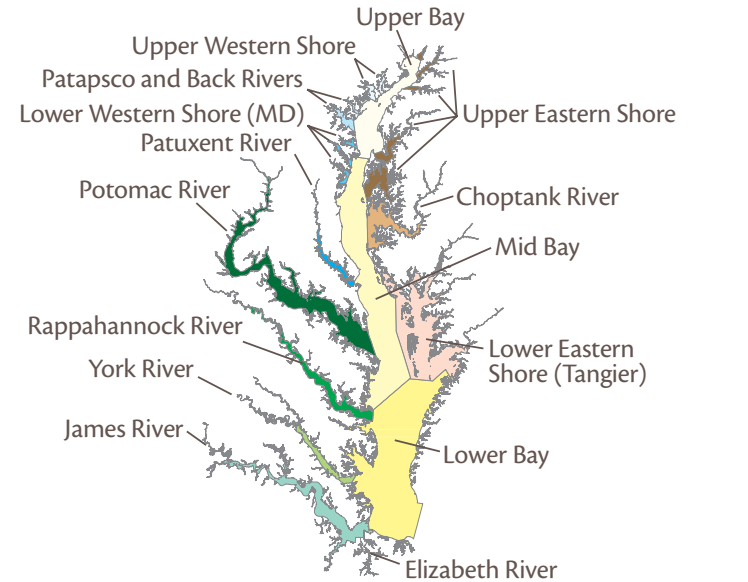 Upper Bay
Upper Western Shore
Patapsco and Back Rivers
Lower Western Shore (MD)
Upper Eastern Shore
Patuxent River
Potomac River
Choptank River
Mid Bay
Rappahannock River
Lower Eastern
Shore (Tangier)
York River
James River
Lower Bay
Elizabeth River